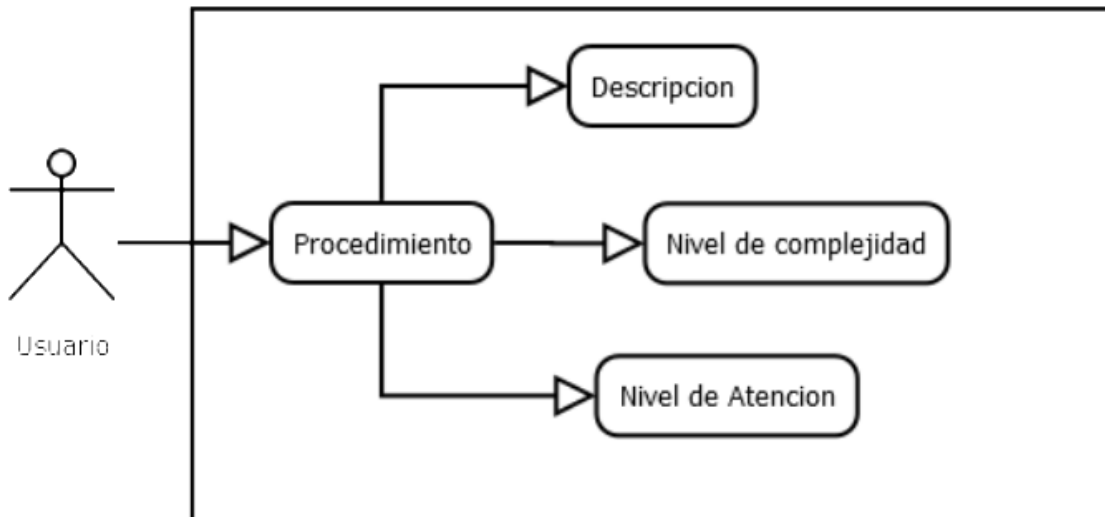 Descripcion
Procedimiento
Nivel de complejidad
Usuario
Nivel de Atencion